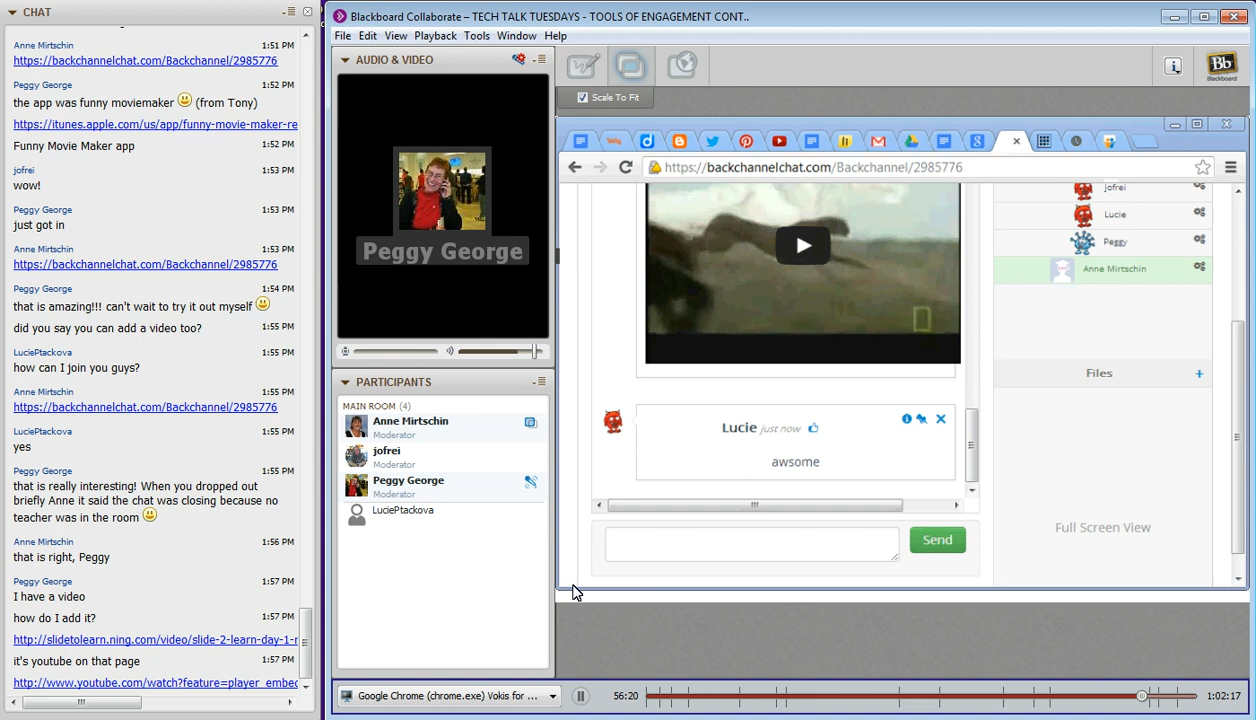 CHAT
Anne Mirtschin 1:51 PM
https://backchannelchat.com/Backchannel/2985776
Peggy George 1:52 PM
the app was funny moviemaker (from Tony)
https://itunes.apple.com/us/app/funny-movie-maker-re
Funny Movie Maker app 1:52 PM
jofrei 1:53 PM
wow!
Peggy George 1:53 PM
just got in
Anne Mirtschin 1:53 PM
https://backchannelchat.com/Backchannel/2985776
Peggy George 1:54 PM
that is amazing!!! can't wait to try it out myself
did you say you can add a video too? 1:55 PM
LuciePtackova 1:55 PM
how can I join you guys?
Anne Mirtschin 1:55 PM
https://backchannelchat.com/Backchannel/2985776
LuciePtackova 1:55 PM
yes
Peggy George 1:55 PM
that is really interesting! When you dropped out
briefly Anne it said the chat was closing because no
teacher was in the room
Anne Mirtschin 1:56 PM
that is right, Peggy
Peggy George 1:57 PM
I have a video
how do I add it? 1:57 PM
http://slidetolearn.ning.com/video/slide-2-learn-day-1-r
it's youtube on that page 1:57 PM
http://www.youtube.com/watch?feature=player_embed
Blackboard Collaborate – TECH TALK TUESDAYS - TOOLS OF ENGAGEMENT CONT..
File Edit View Playback Tools Window Help
AUDIO & VIDEO
Peggy George
PARTICIPANTS
MAIN ROOM (4)
Anne Mirtschin
Moderator
jofrei
Moderator
Peggy George
Moderator
LuciePtackova
Bb
Blackboard
Scale To Fit
https://backchannelchat.com/Backchannel/2985776
jofrei
Lucie
Peggy
Anne Mirtschin
Files +
Lucie just now
awsome
Send
Full Screen View
Google Chrome (chrome.exe) Vokis for ... 56:20 1:02:17